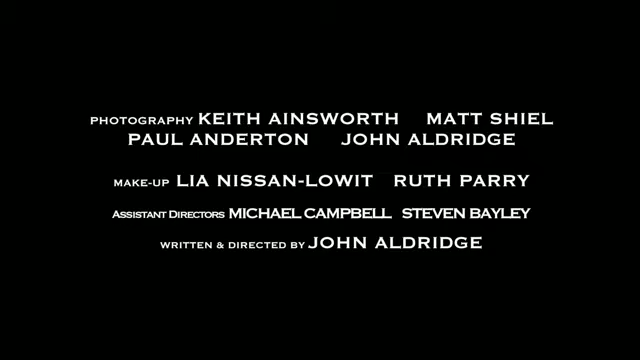 PHOTOGRAPHY KEITH AINSWORTH MATT SHIEL
PAUL ANDERTON JOHN ALDRIDGE
MAKE-UP LIA NISSAN-LOWIT RUTH PARRY
ASSISTANT DIRECTORS MICHAEL CAMPBELL STEVEN BAYLEY
WRITTEN & DIRECTED BY JOHN ALDRIDGE